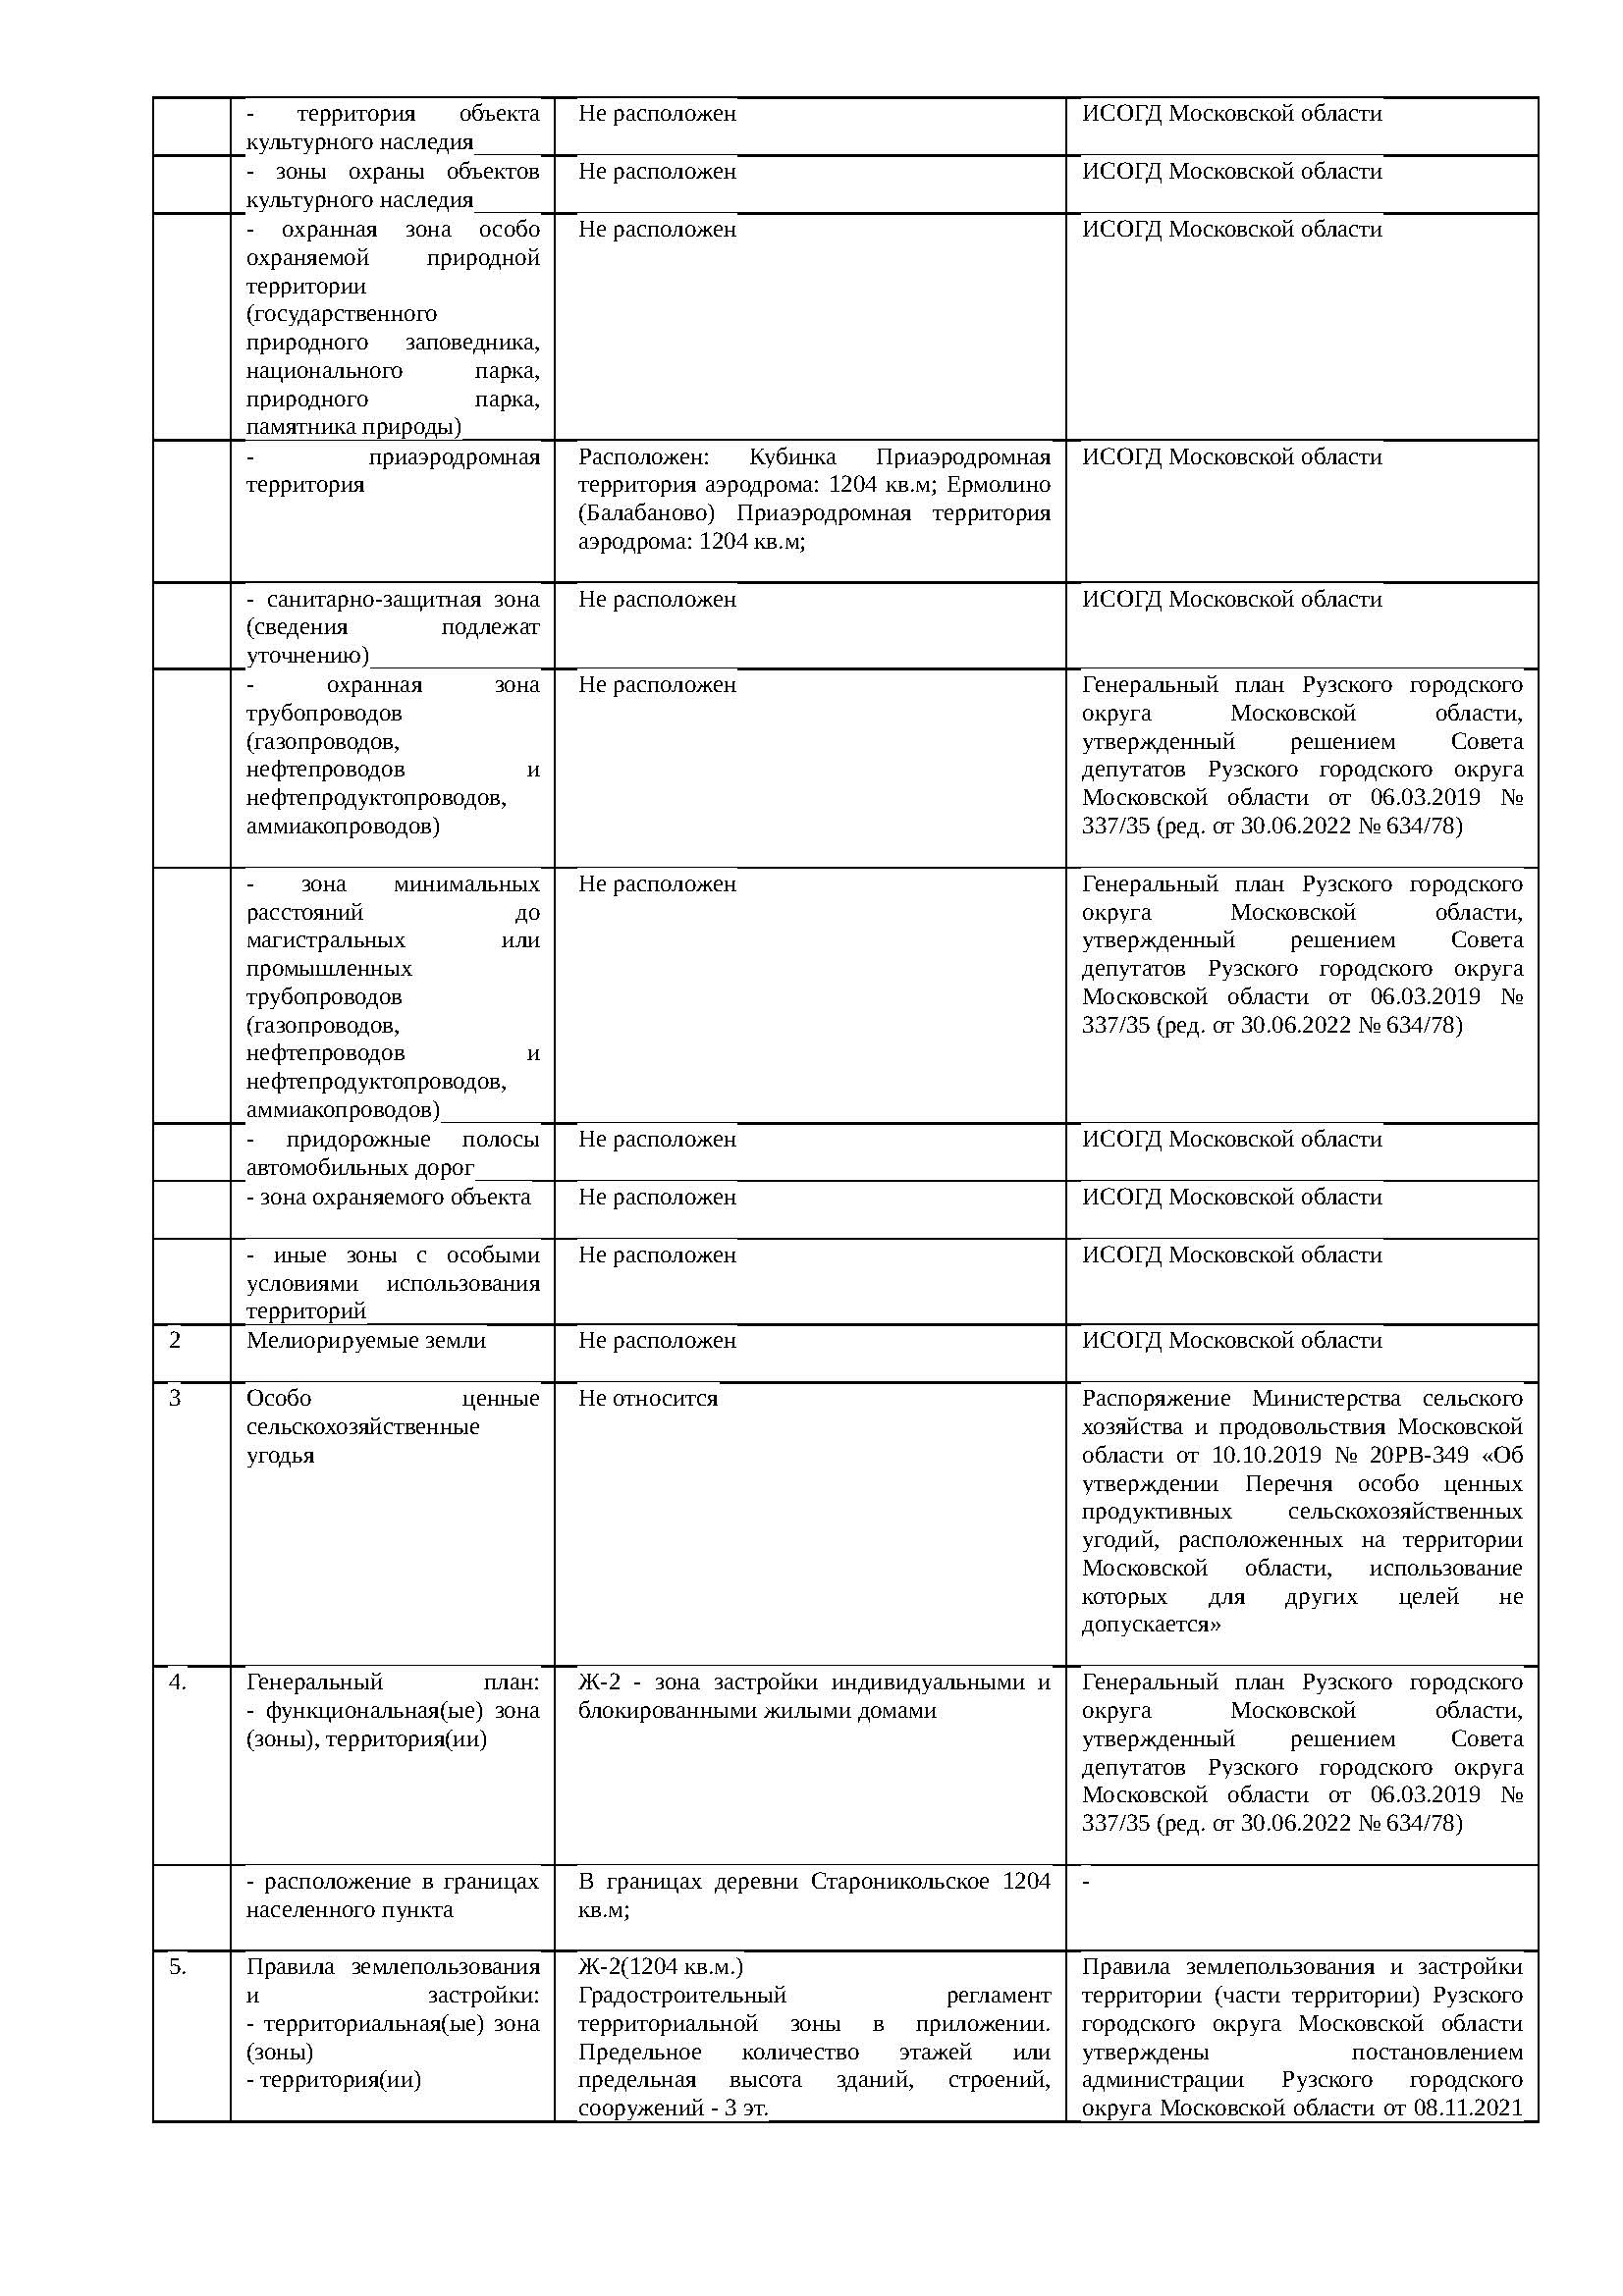 - территория объекта
культурного наследия
Не расположен
ИСОГД Московской области
- зоны охраны объектов
культурного наследия
Не расположен
ИСОГД Московской области
- охранная зона особо
охраняемой природной
территории
(государственного
природного заповедника,
национального парка,
природного парка,
памятника природы)
Не расположен
ИСОГД Московской области
- приаэродромная
территория
Расположен: Кубинка Приаэродромная
территория аэродрома: 1204 кв.м; Ермолино
(Балабаново) Приаэродромная территория
аэродрома: 1204 кв.м;
ИСОГД Московской области
- санитарно-защитная зона
(сведения подлежат
уточнению)
Не расположен
ИСОГД Московской области
- охранная зона
трубопроводов
(газопроводов,
нефтепроводов и
нефтепродуктопроводов,
аммиакопроводов)
Не расположен
Генеральный план Рузского городского
округа Московской области,
утвержденный решением Совета
депутатов Рузского городского округа
Московской области от 06.03.2019 №
337/35 (ред. от 30.06.2022 № 634/78)
- зона минимальных
расстояний до
магистральных или
промышленных
трубопроводов
(газопроводов,
нефтепроводов и
нефтепродуктопроводов,
аммиакопроводов)
Не расположен
Генеральный план Рузского городского
округа Московской области,
утвержденный решением Совета
депутатов Рузского городского округа
Московской области от 06.03.2019 №
337/35 (ред. от 30.06.2022 № 634/78)
- придорожные полосы
автомобильных дорог
Не расположен
ИСОГД Московской области
- зона охраняемого объекта
Не расположен
ИСОГД Московской области
- иные зоны с особыми
условиями использования
территорий
Не расположен
ИСОГД Московской области
2
Мелиорируемые земли
Не расположен
ИСОГД Московской области
3
Особо ценные
сельскохозяйственные
угодья
Не относится
Распоряжение Министерства сельского
хозяйства и продовольствия Московской
области от 10.10.2019 № 20РВ-349 «Об
утверждении Перечня особо ценных
продуктивных сельскохозяйственных
угодий, расположенных на территории
Московской области, использование
которых для других целей не
допускается»
4.
Генеральный план:
- функциональная(ые) зона
(зоны), территория(ии)
Ж-2 - зона застройки индивидуальными и
блокированными жилыми домами
Генеральный план Рузского городского
округа Московской области,
утвержденный решением Совета
депутатов Рузского городского округа
Московской области от 06.03.2019 №
337/35 (ред. от 30.06.2022 № 634/78)
- расположение в границах
населенного пункта
В границах деревни Староникольское 1204
кв.м;
-
5.
Правила землепользования
и застройки:
- территориальная(ые) зона
(зоны)
- территория(ии)
Ж-2(1204 кв.м.)
Градостроительный регламент
территориальной зоны в приложении.
Предельное количество этажей или
предельная высота зданий, строений,
сооружений - 3 эт.
Правила землепользования и застройки
территории (части территории) Рузского
городского округа Московской области
утверждены постановлением
администрации Рузского городского
округа Московской области от 08.11.2021